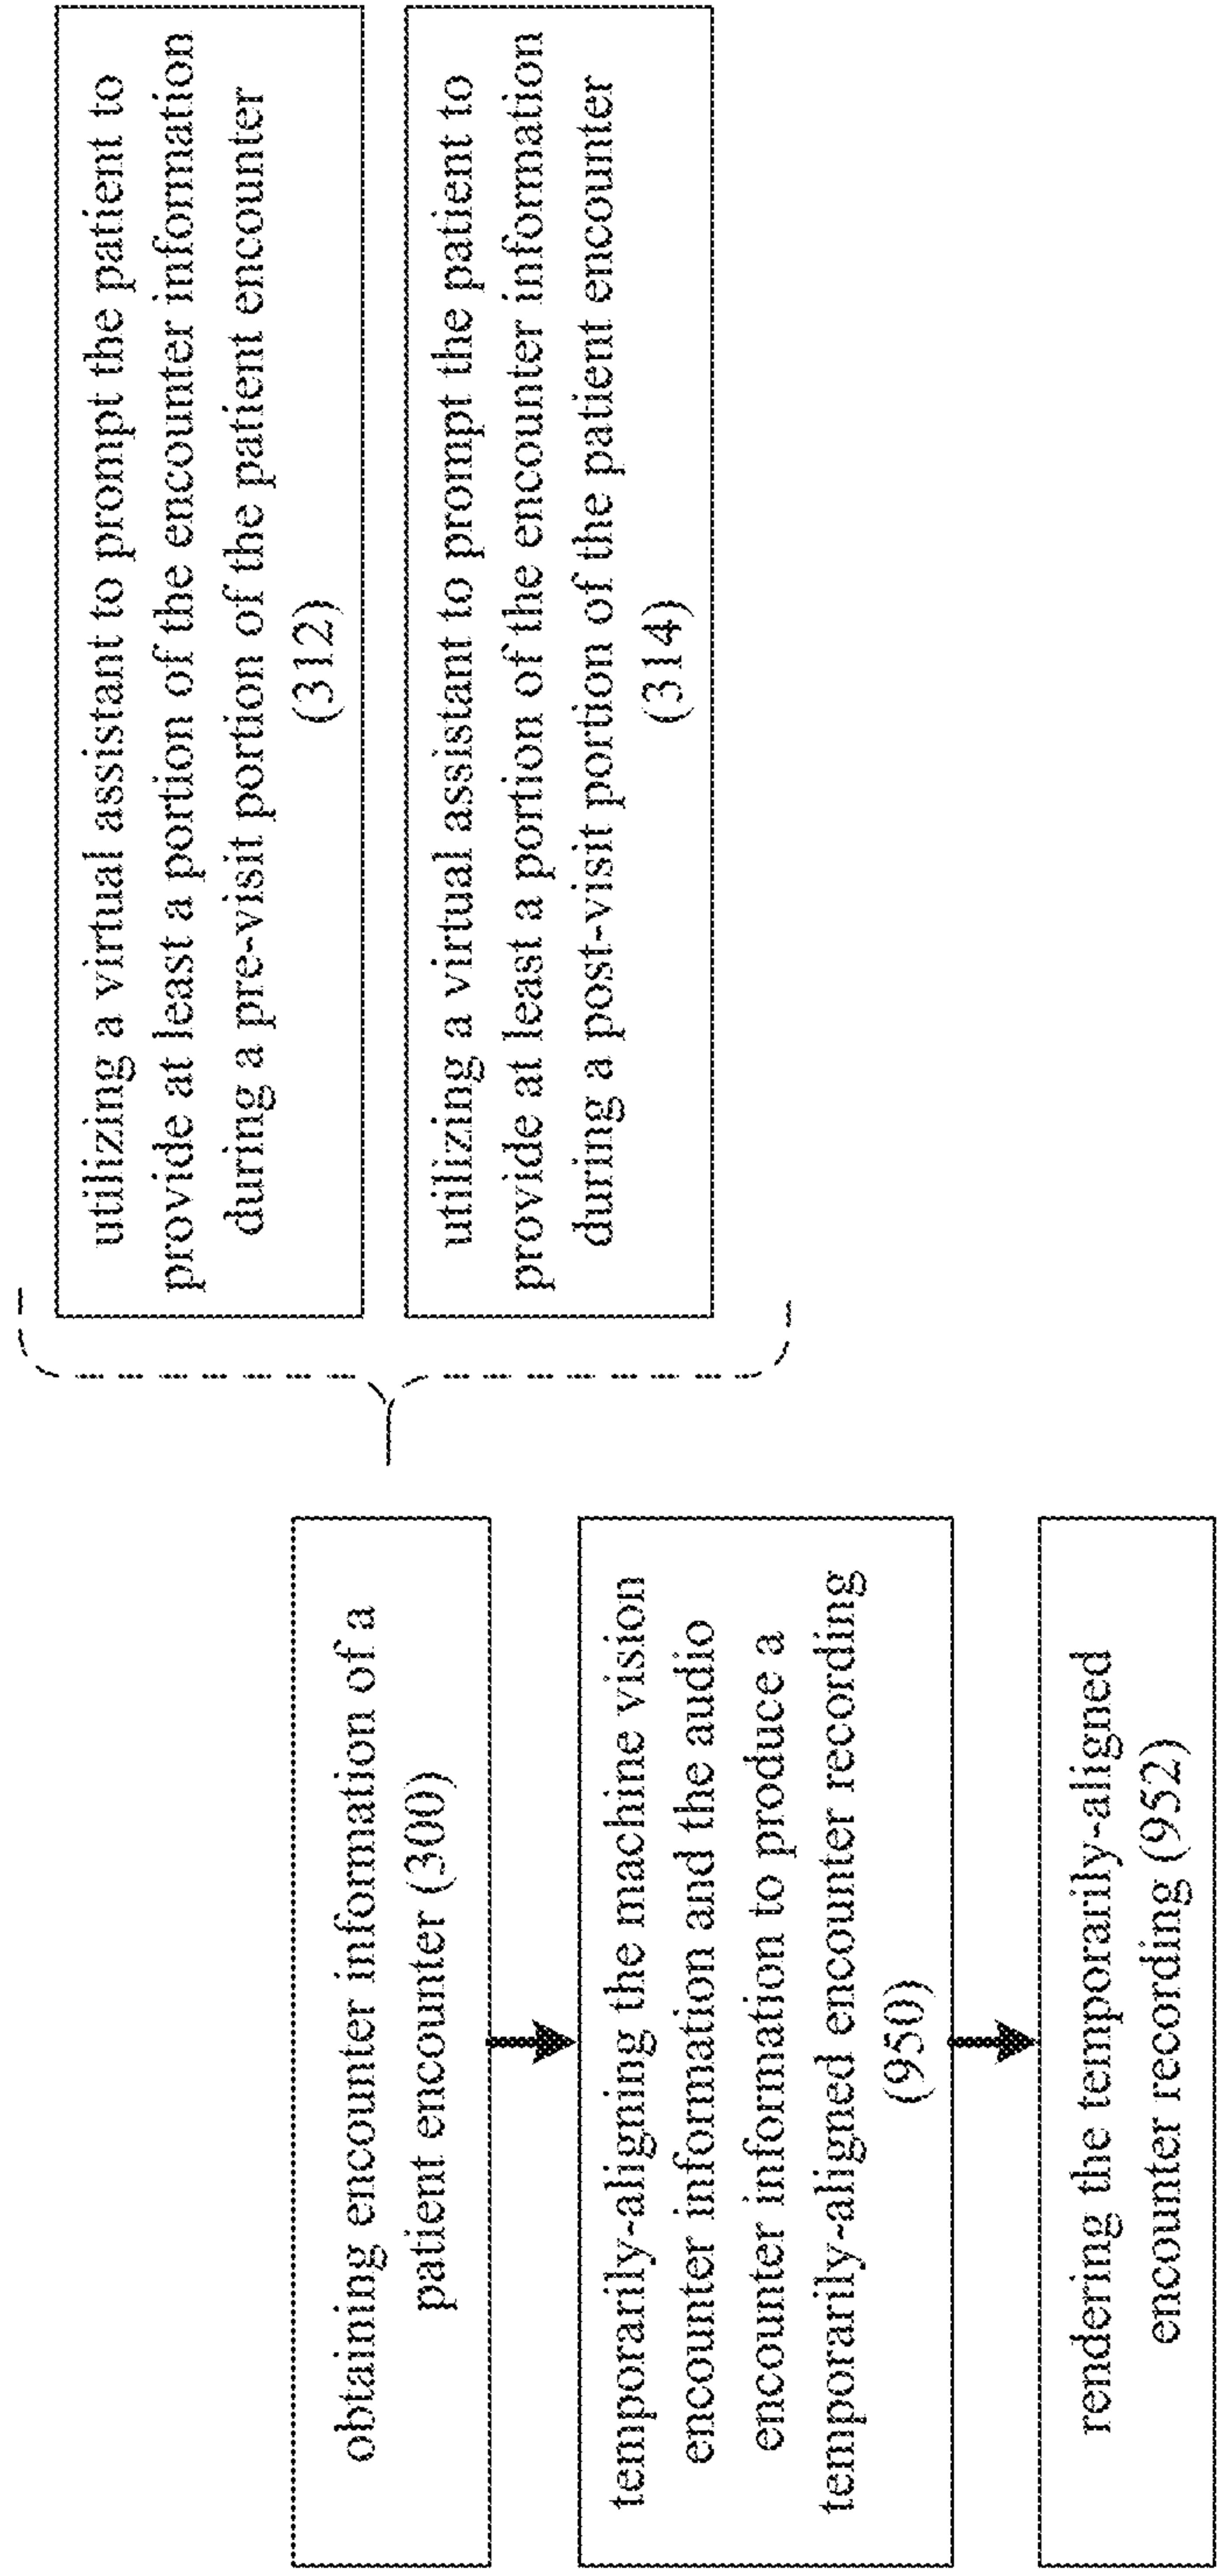 obtaining encounter information of a
patient encounter (300)
temporarily-aligning the machine vision
encounter information and the audio
encounter information to produce a
temporarily-aligned encounter recording
(950)
rendering the temporarily-aligned
encounter recording (952)
utilizing a virtual assistant to prompt the patient to
provide at least a portion of the encounter information
during a pre-visit portion of the patient encounter
(312)
utilizing a virtual assistant to prompt the patient to
provide at least a portion of the encounter information
during a post-visit portion of the patient encounter
(314)